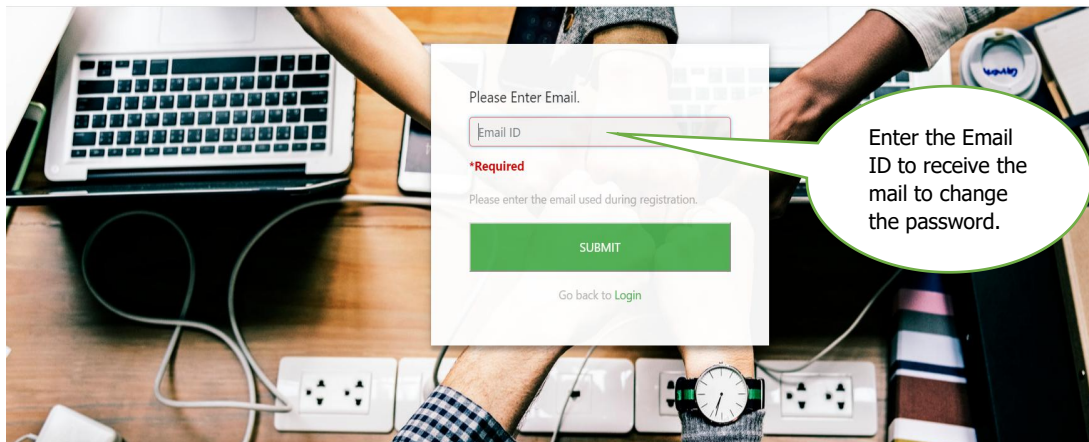 Please Enter Email.
Email ID
*Required
Please enter the email used during registration.
SUBMIT
Go back to Login
Enter the Email
ID to receive the
mail to change
the password.